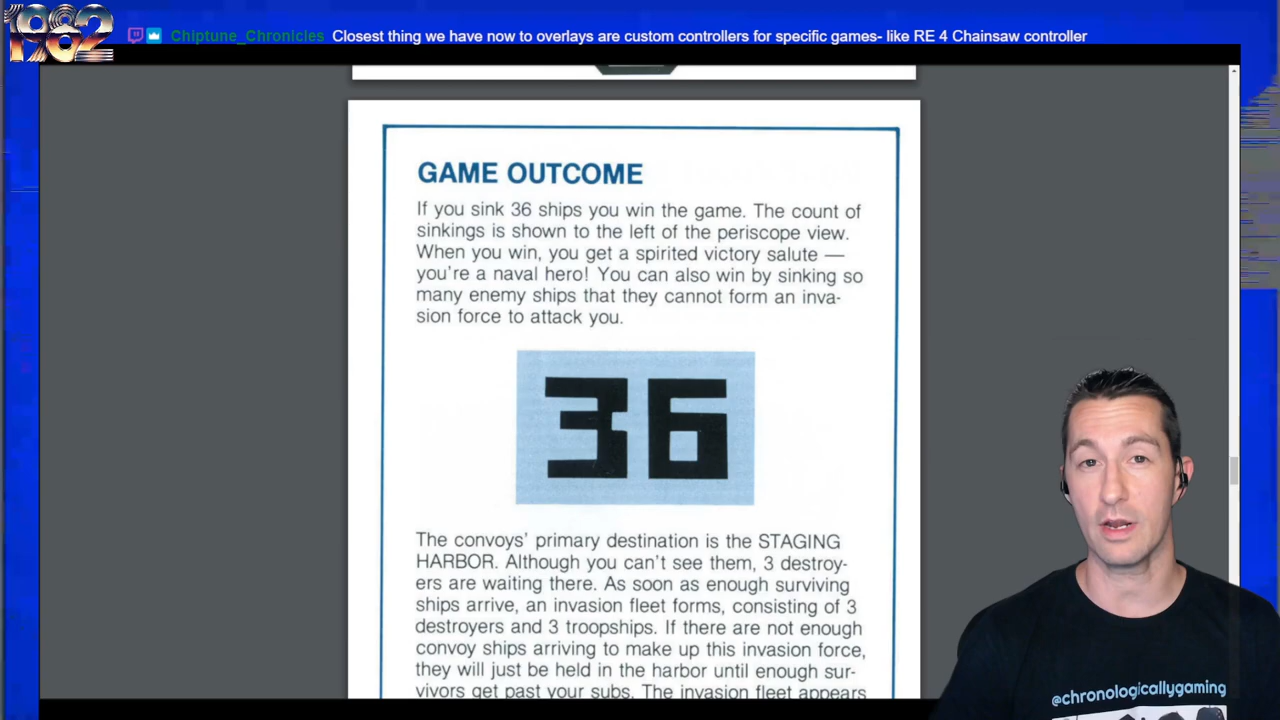 1982
1982
Chiptune_Chronicles Closest thing we have now to overlays are custom controllers for specific games- like RE 4 Chainsaw controller
GAME OUTCOME
If you sink 36 ships you win the game. The count of
sinkings is shown to the left of the periscope view.
When you win, you get a spirited victory salute —
you're a naval hero! You can also win by sinking so
many enemy ships that they cannot form an inva-
sion force to attack you.
36
The convoys' primary destination is the STAGING
HARBOR. Although you can't see them, 3 destroy-
ers are waiting there. As soon as enough surviving
ships arrive, an invasion fleet forms, consisting of 3
destroyers and 3 troopships. If there are not enough
convoy ships arriving to make up this invasion force,
they will just be held in the harbor until enough sur-
vivors get past your subs. The invasion fleet appears
@chronologicallygaming